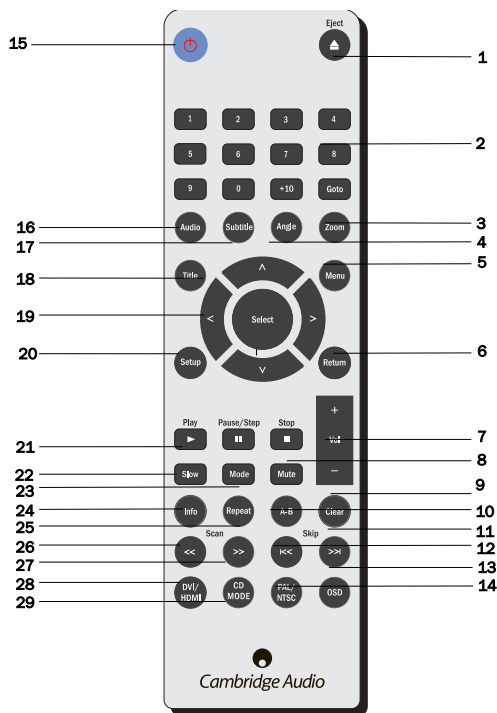 Eject
15
1
1 2 3 4
2
5 6 7 8
9 0 +10 Goto
3
16 Audio Subtitle Angle Zoom
17
4
5
18 Title Menu
19
Select
6
20
Setup Return
+
Play Pause/Step Stop
21
7
Vol
8
22 Slow Mode Mute
–
23
9
24 Info Repeat A-B Clear
10
25
11
Scan Skip
26
12
<< >> I<< >>I
27
13
28
DVI/HDMI
CD MODE
PAL/NTSC
OSD
14
29
Cambridge Audio